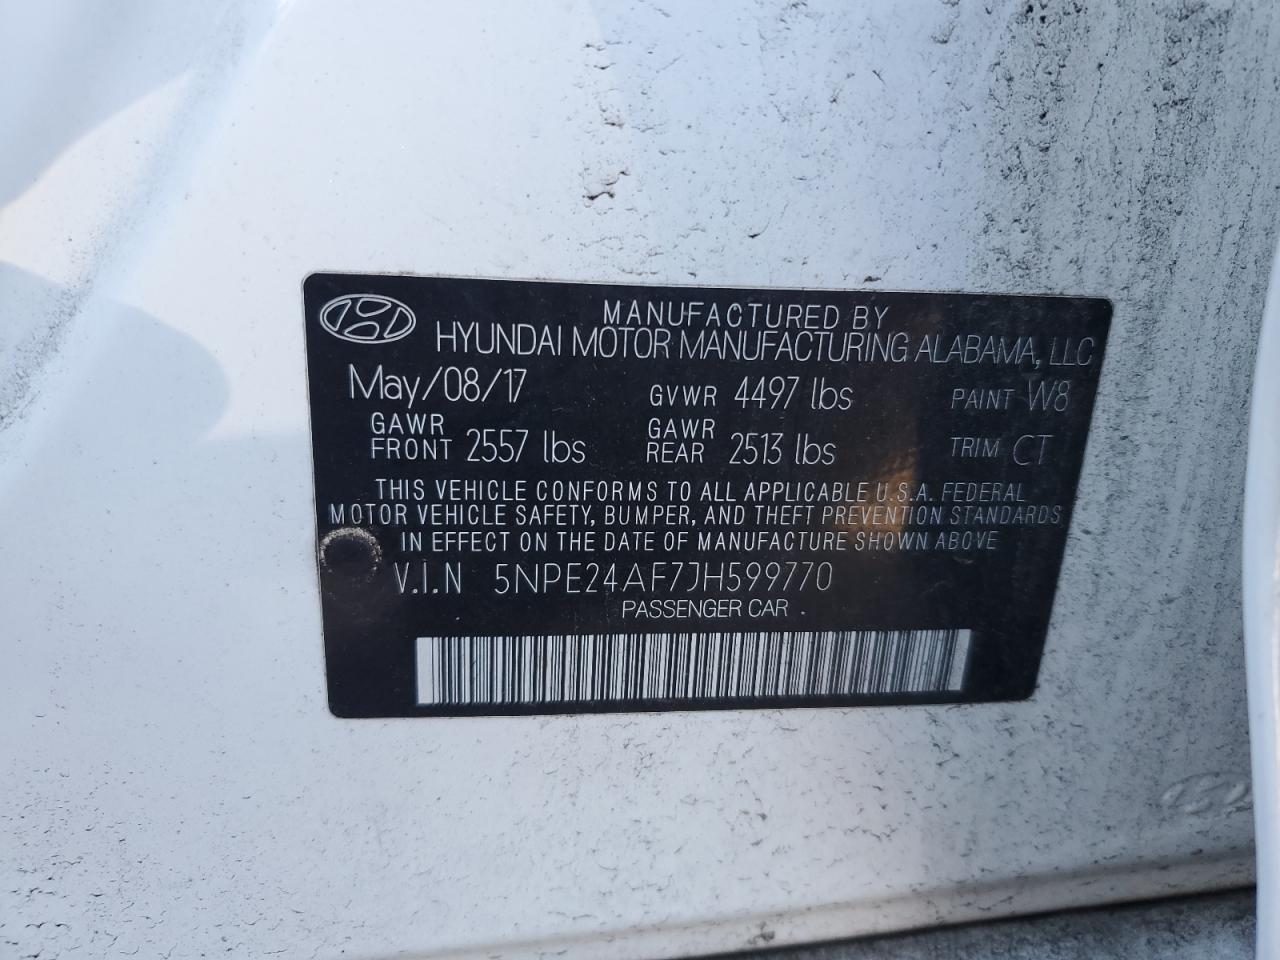 MANUFACTURED BY
HYUNDAI MOTOR MANUFACTURING ALABAMA, LLC
May/08/17 GVWR 4497 lbs PAINT W8
GAWR FRONT 2557 lbs GAWR REAR 2513 lbs TRIM CT
THIS VEHICLE CONFORMS TO ALL APPLICABLE U.S.A. FEDERAL
MOTOR VEHICLE SAFETY, BUMPER, AND THEFT PREVENTION STANDARDS
IN EFFECT ON THE DATE OF MANUFACTURE SHOWN ABOVE
V.I.N 5NPE24AF7JH599770
PASSENGER CAR